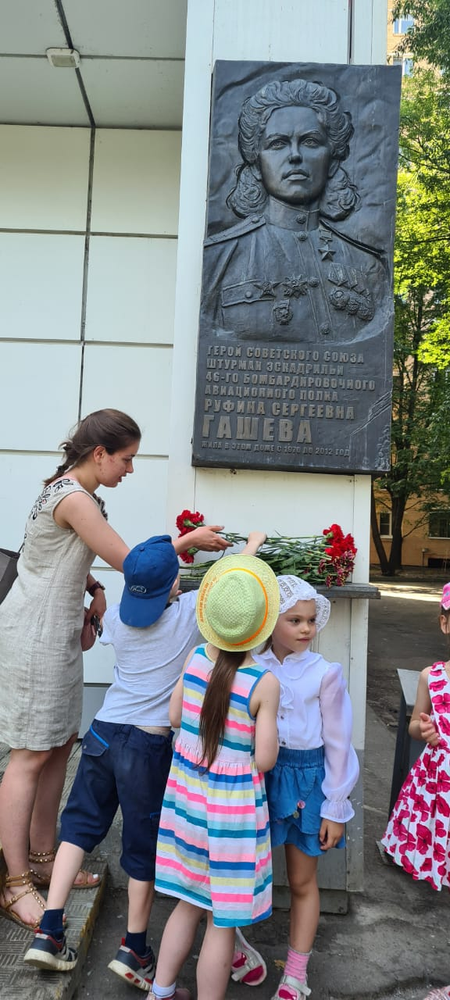 ГЕРОЙ СОВЕТСКОГО СОЮЗА
ШТУРМАН ЭСКАДРИЛЬИ
46-ГО БОМБАРДИРОВОЧНОГО
АВИАЦИОННОГО ПОЛКА
РУФИНА СЕРГЕЕВНА
ГАШЕВА
ЖИЛА В ЭТОМ ДОМЕ С 1970 ПО 2012 ГОД